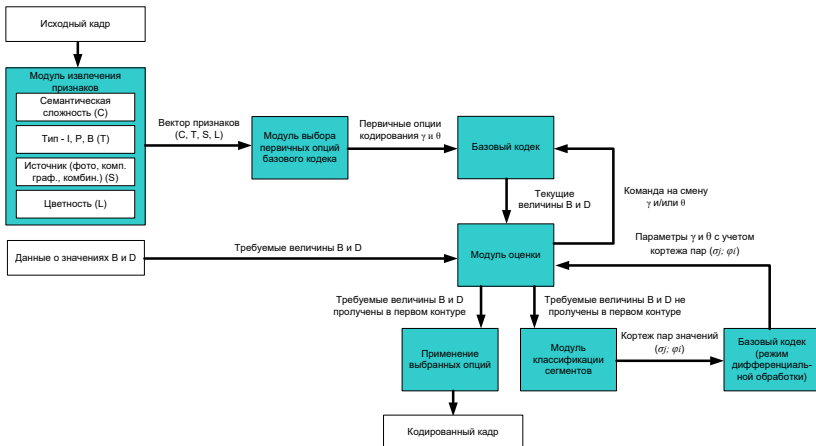 Исходный кадр
Модуль извлечения
признаков
Семантическая
сложность (C)
Тип - I, P, B (T)
Источник (фото, комп.
граф., комбин.) (S)
Цветность (L)
Вектор признаков
(C, T, S, L)
Модуль выбора
первичных опций
базового кодека
Первичные опции
кодирования γ и θ
Базовый кодек
Текущие
величины B и D
Команда на смену
γ и/или θ
Данные о значениях B и D
Требуемые величины B и D
Модуль оценки
Параметры γ и θ с учетом
кортежа пар (σj; φi)
Требуемые величины B и D
пролучены в первом контуре
Требуемые величины B и D не
пролучены в первом контуре
Применение
выбранных опций
Модуль
классификации
сегментов
Кортеж пар значений
(σj; φi)
Базовый кодек
(режим
дифференциаль-
ной обработки)
Кодированный кадр